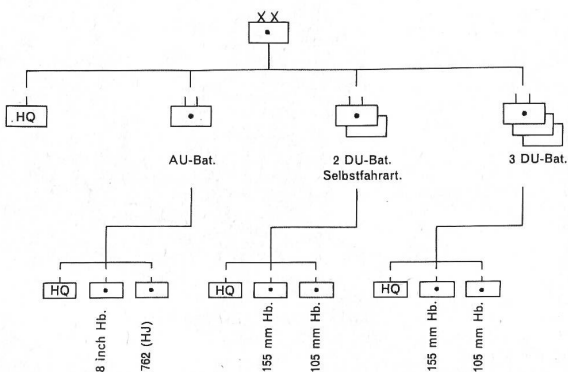 XX
HQ
AU-Bat.
2 DU-Bat.
Selbstfahrart.
3 DU-Bat.
HQ
8 inch Hb.
762 (HJ)
HQ
155 mm Hb.
105 mm Hb.
HQ
155 mm Hb.
105 mm Hb.